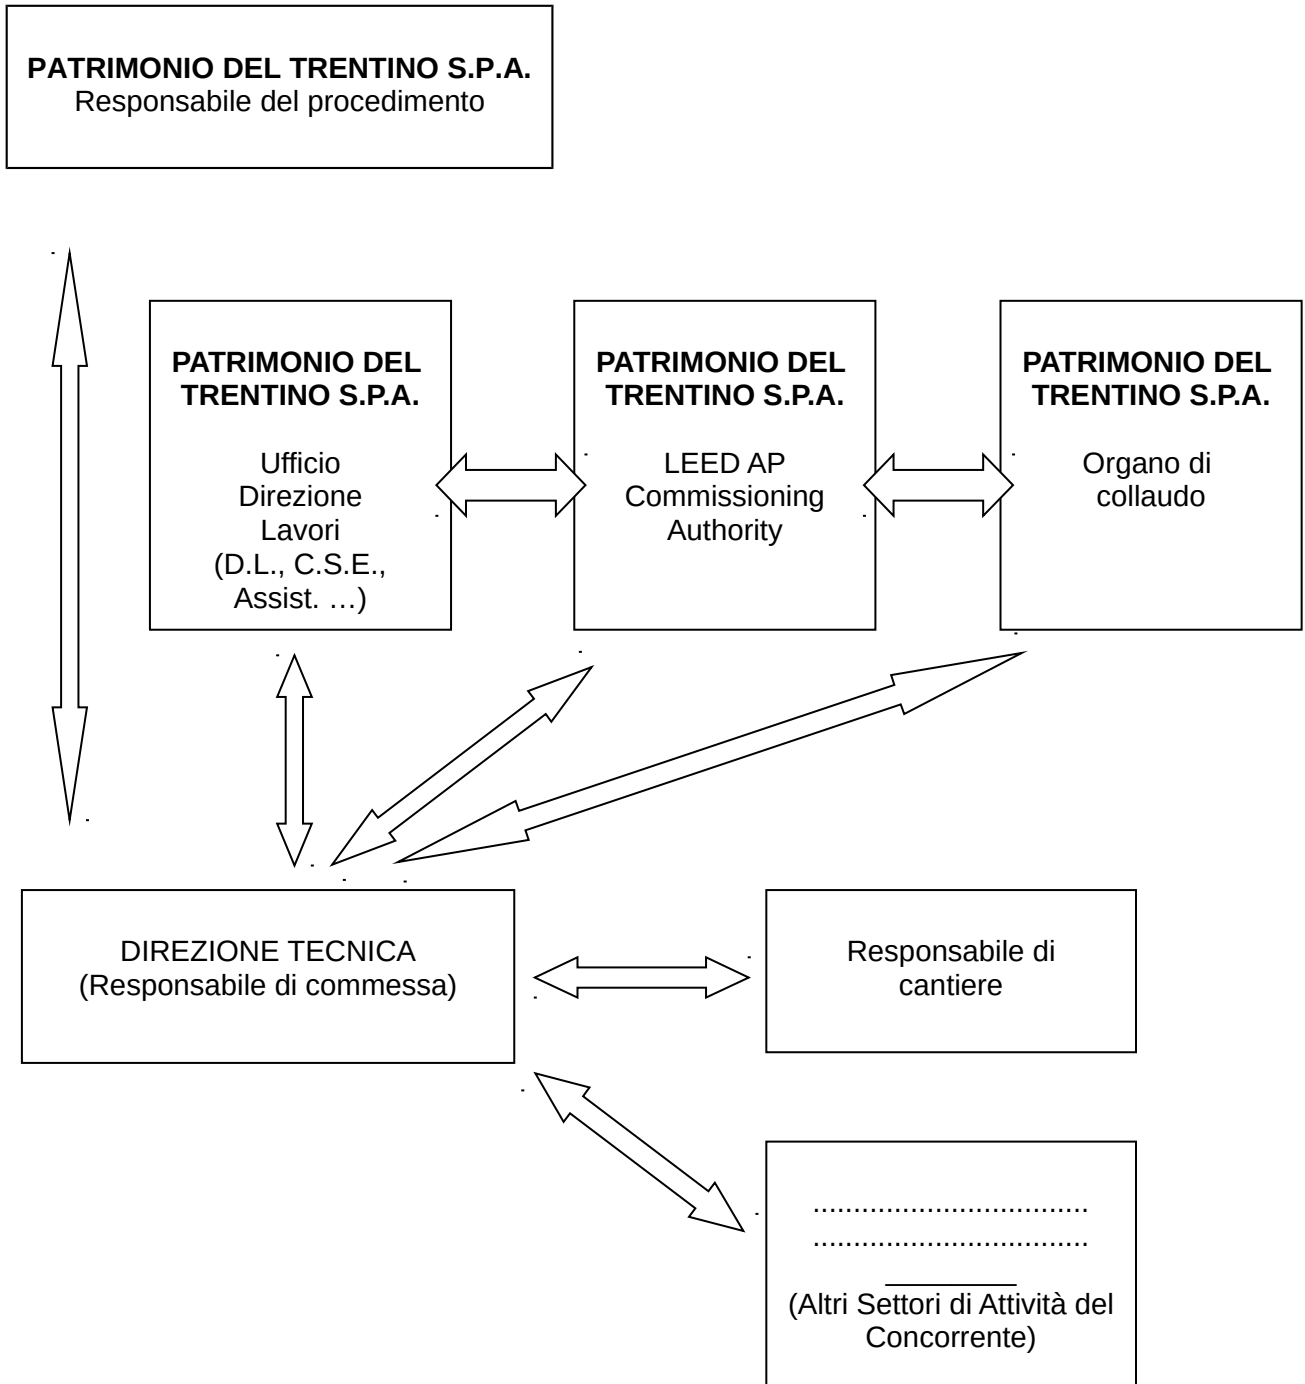 PATRIMONIO DEL TRENTINO S.P.A.
Responsabile del procedimento
PATRIMONIO DEL
TRENTINO S.P.A.
Ufficio
Direzione
Lavori
(D.L., C.S.E.,
Assist. …)
PATRIMONIO DEL
TRENTINO S.P.A.
LEED AP
Commissioning
Authority
PATRIMONIO DEL
TRENTINO S.P.A.
Organo di
collaudo
DIREZIONE TECNICA
(Responsabile di commessa)
Responsabile di
cantiere
..................................
..................................
________
(Altri Settori di Attività del
Concorrente)